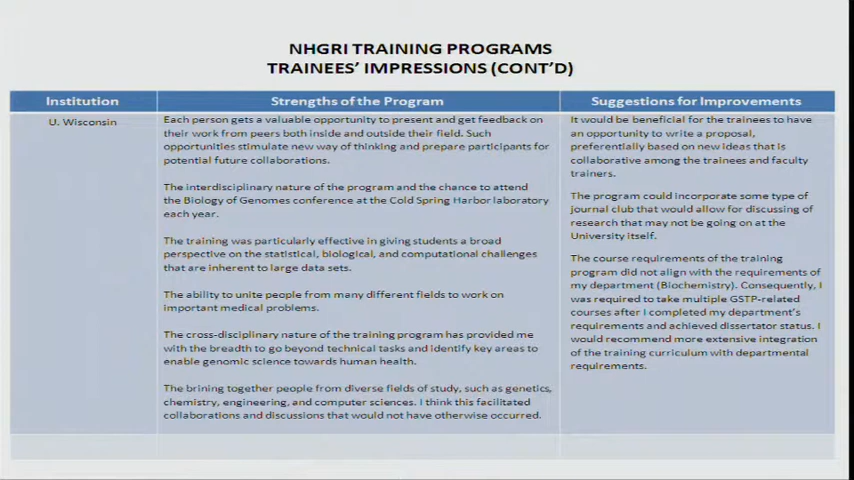 NHGRI TRAINING PROGRAMS
TRAINEES' IMPRESSIONS (CONT'D)
Institution
Strengths of the Program
Suggestions for Improvements
U. Wisconsin
Each person gets a valuable opportunity to present and get feedback on
their work from peers both inside and outside their field. Such
opportunities stimulate new way of thinking and prepare participants for
potential future collaborations.
The interdisciplinary nature of the program and the chance to attend
the Biology of Genomes conference at the Cold Spring Harbor laboratory
each year.
The training was particularly effective in giving students a broad
perspective on the statistical, biological, and computational challenges
that are inherent to large data sets.
The ability to unite people from many different fields to work on
important medical problems.
The cross-disciplinary nature of the training program has provided me
with the breadth to go beyond technical tasks and identify key areas to
enable genomic science towards human health.
The brining together people from diverse fields of study, such as genetics,
chemistry, engineering, and computer sciences. I think this facilitated
collaborations and discussions that would not have otherwise occurred.
It would be beneficial for the trainees to have
an opportunity to write a proposal,
preferentially based on new ideas that is
collaborative among the trainees and faculty
trainers.
The program could incorporate some type of
journal club that would allow for discussing of
research that may not be going on at the
University itself.
The course requirements of the training
program did not align with the requirements of
my department (Biochemistry). Consequently, I
was required to take multiple GSTP-related
courses after I completed my department's
requirements and achieved dissertator status. I
would recommend more extensive integration
of the training curriculum with departmental
requirements.